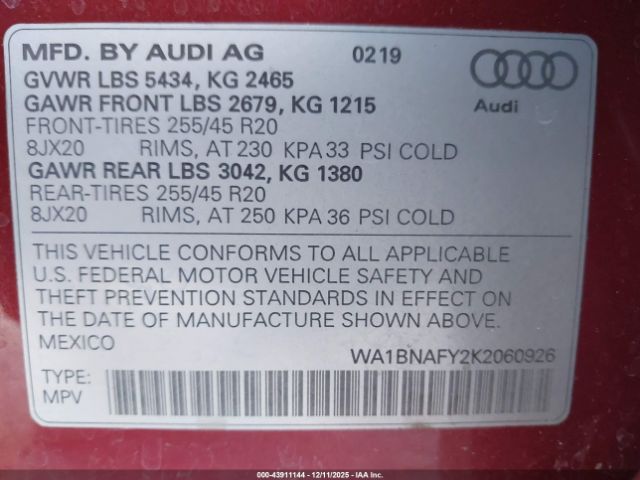 MFD. BY AUDI AG 0219
GVWR LBS 5434, KG 2465
GAWR FRONT LBS 2679, KG 1215
Audi
FRONT-TIRES 255/45 R20
8JX20 RIMS, AT 230 KPA 33 PSI COLD
GAWR REAR LBS 3042, KG 1380
REAR-TIRES 255/45 R20
8JX20 RIMS, AT 250 KPA 36 PSI COLD
THIS VEHICLE CONFORMS TO ALL APPLICABLE
U.S. FEDERAL MOTOR VEHICLE SAFETY AND
THEFT PREVENTION STANDARDS IN EFFECT ON
THE DATE OF MANUFACTURE SHOWN ABOVE.
MEXICO WA1BNAFY2K2060926
TYPE:
MPV
000-43911144 - 12/11/2025 - IAA Inc.